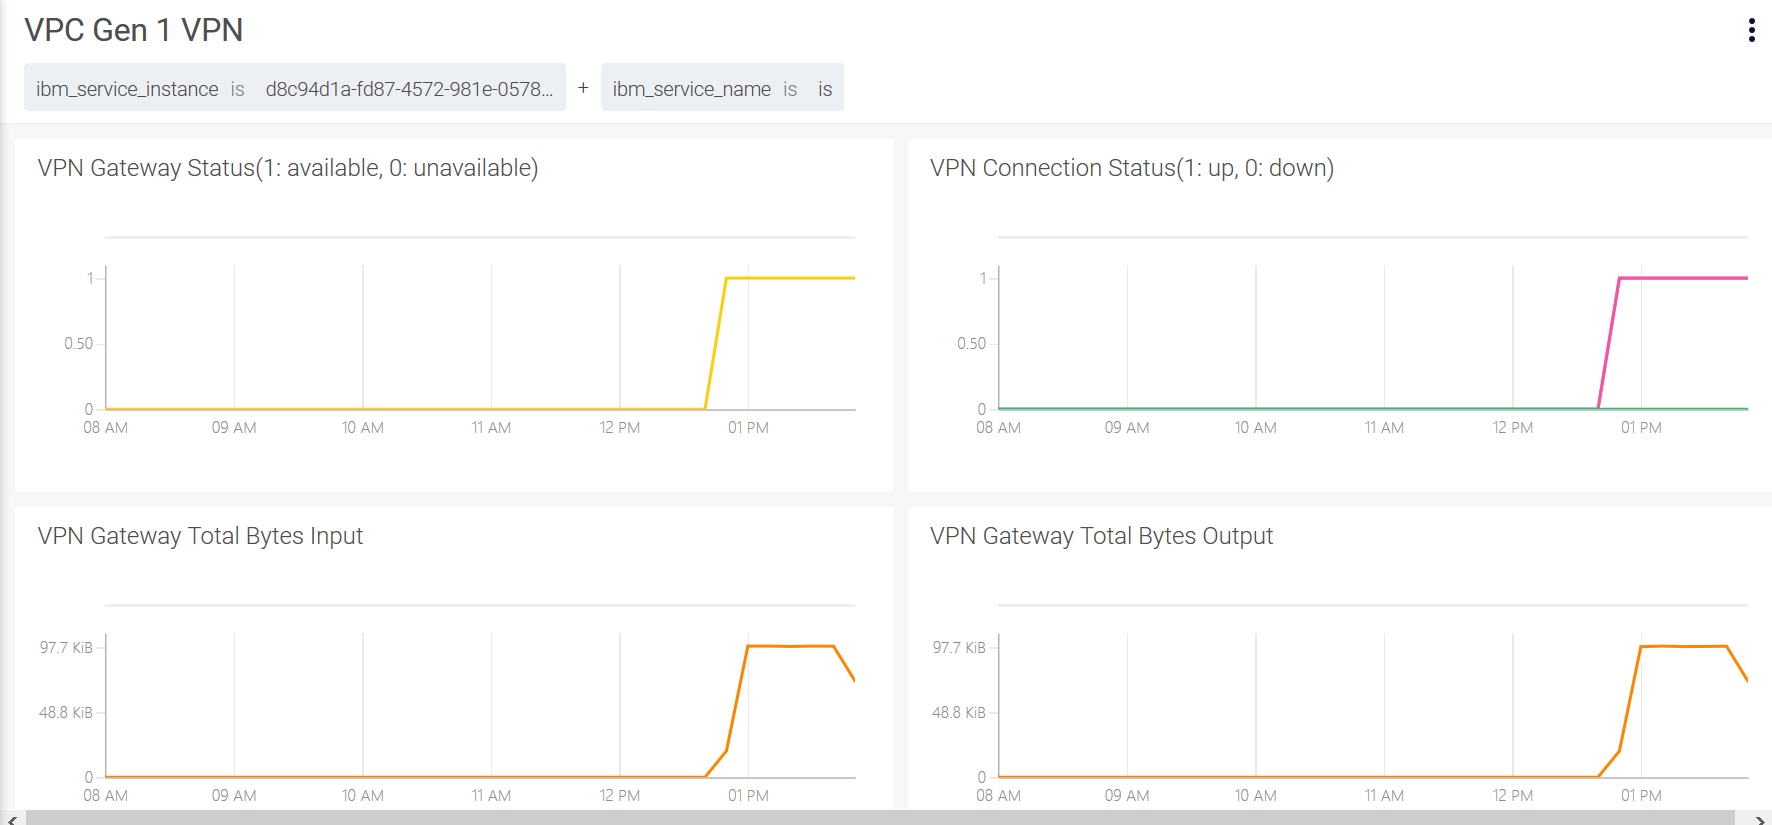 VPC Gen 1 VPN
ibm_service_instance is d8c94d1a-fd87-4572-981e-0578... + ibm_service_name is is
VPN Gateway Status(1: available, 0: unavailable)
1
0.50
0
08 AM 09 AM 10 AM 11 AM 12 PM 01 PM
VPN Connection Status(1: up, 0: down)
1
0.50
0
08 AM 09 AM 10 AM 11 AM 12 PM 01 PM
VPN Gateway Total Bytes Input
97.7 KiB
48.8 KiB
0
08 AM 09 AM 10 AM 11 AM 12 PM 01 PM
VPN Gateway Total Bytes Output
97.7 KiB
48.8 KiB
0
08 AM 09 AM 10 AM 11 AM 12 PM 01 PM